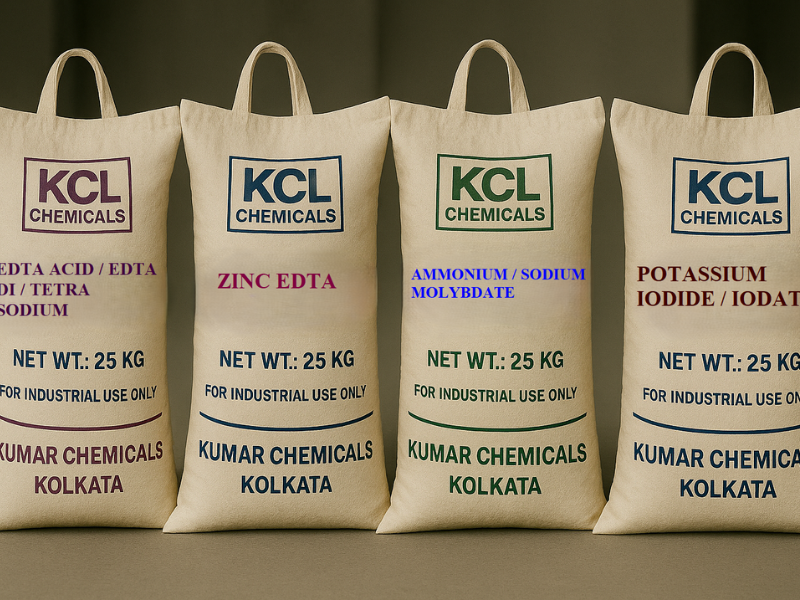 KCL
CHEMICALS
EDTA ACID / EDTA
DI / TETRA
SODIUM
NET WT.: 25 KG
FOR INDUSTRIAL USE ONLY
KUMAR CHEMICALS
KOLKATA
KCL
CHEMICALS
ZINC EDTA
NET WT.: 25 KG
FOR INDUSTRIAL USE ONLY
KUMAR CHEMICALS
KOLKATA
KCL
CHEMICALS
AMMONIUM / SODIUM
MOLYBDATE
NET WT.: 25 KG
FOR INDUSTRIAL USE ONLY
KUMAR CHEMICALS
KOLKATA
KCL
CHEMICALS
POTASSIUM
IODIDE / IODAT
NET WT.: 25 KG
FOR INDUSTRIAL USE ON
KUMAR CHEMICA
KOLKATA